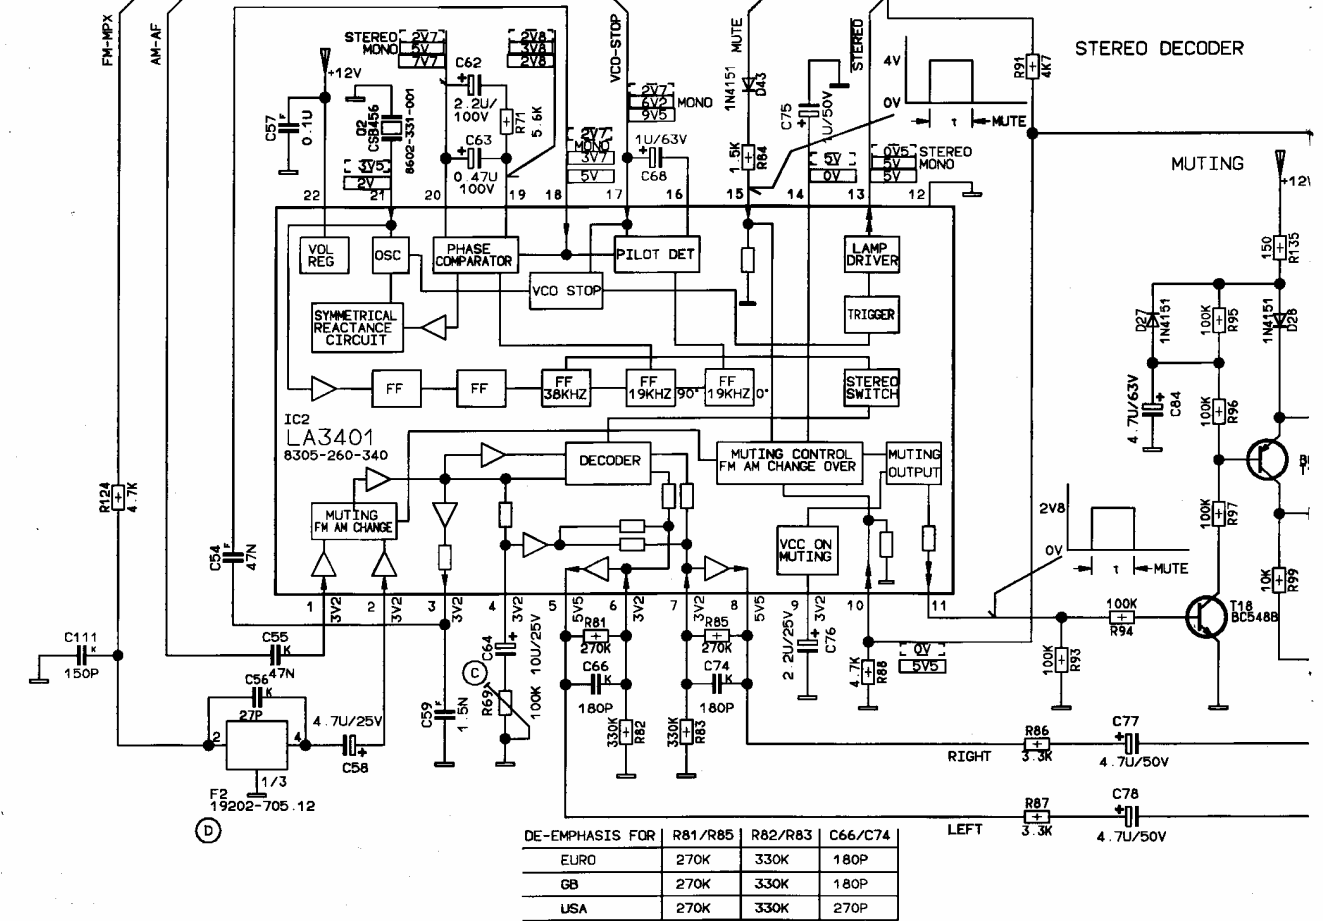 FM-MPX
AM-AF
STEREO 2V7
MONO 5V
7V7
2V8
3V8
2V8
VCO-STOP
MUTE
STEREO
4V
0V
τ MUTE
R91
4K7
STEREO DECODER
+12V
C57
0.1U
Q2
CSB456
8602-331-001
C62
2.2U/
100V
C63
0.47U
100V
R71
5.6K
2V7
6V2 MONO
9V5
1N4151
D43
C75
1U/50V
MUTING
3V5
2V
2V7
MONO
3V7
5V
1U/63V
C68
1.5K
R84
5V
0V
0V5 STEREO
5V MONO
5V
+12V
22 21 20 19 18 17 16 15 14 13 12
VOL
REG
OSC
PHASE
COMPARATOR
PILOT DET
VCO STOP
LAMP
DRIVER
TRIGGER
SYMMETRICAL
REACTANCE
CIRCUIT
150
R135
D27
1N4151
100K
R95
1N4151
D28
FF
FF
FF
38KHZ
FF
19KHZ
90°
FF
19KHZ
0°
STEREO
SWITCH
4.7U/63V
C84
100K
R96
IC2
LA3401
8305-260-340
DECODER
MUTING CONTROL
FM AM CHANGE OVER
MUTING
OUTPUT
R124
4.7K
MUTING
FM AM CHANGE
VCC ON
MUTING
100K
R97
2V8
0V
τ MUTE
C54
47N
10K
R99
1 2 3 4 5 6 7 8 9 10 11
3V2
3V2
3V2
3V2
5V5
3V2
3V2
5V5
3V2
T18
BC548B
C111
150P
C55
47N
C56
27P
C64
10U/25V
R81
270K
C66
180P
R85
270K
C74
180P
2.2U/25V
C76
4.7K
R88
0V
5V5
100K
R93
100K
R94
C
R69
100K
C59
1.5N
330K
R82
330K
R83
4.7U/25V
C58
2 4
1/3
F2
19202-705.12
D
RIGHT
R86
3.3K
C77
4.7U/50V
LEFT
R87
3.3K
C78
4.7U/50V
DE-EMPHASIS FOR R81/R85 R82/R83 C66/C74
EURO 270K 330K 180P
GB 270K 330K 180P
USA 270K 330K 270P